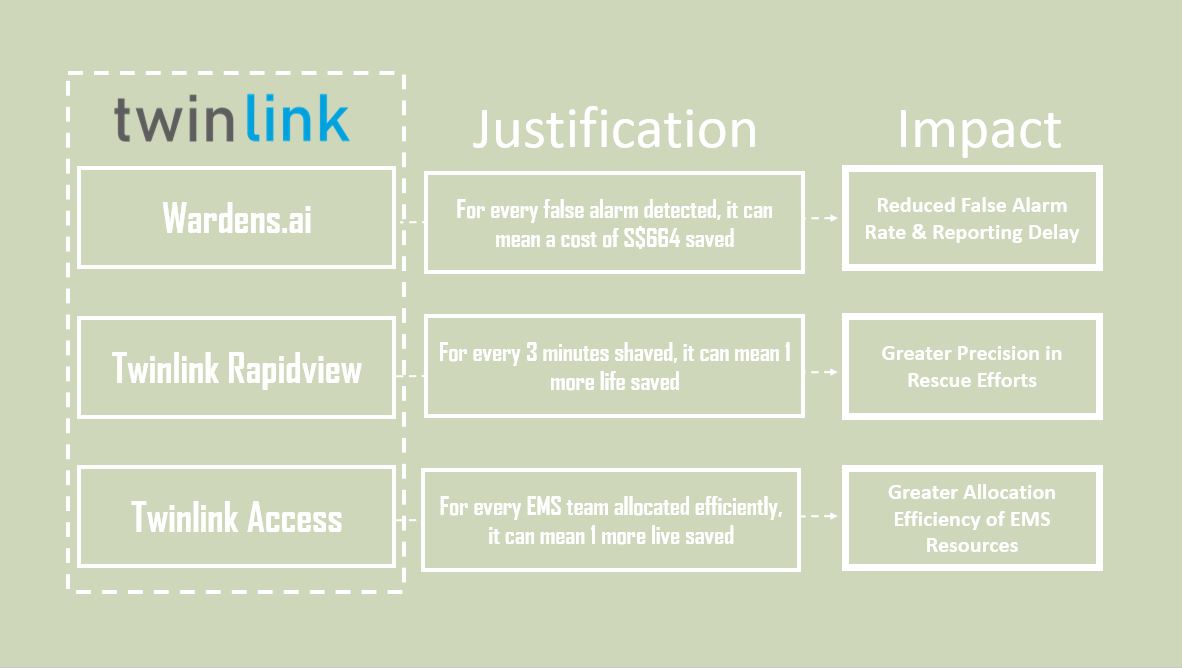 twinlink
Justification
Impact
Wardens.ai
For every false alarm detected, it can
mean a cost of S$664 saved
Reduced False Alarm
Rate & Reporting Delay
Twinlink Rapidview
For every 3 minutes shaved, it can mean 1
more life saved
Greater Precision in
Rescue Efforts
Twinlink Access
For every EMS team allocated efficiently,
it can mean 1 more live saved
Greater Allocation
Efficiency of EMS
Resources